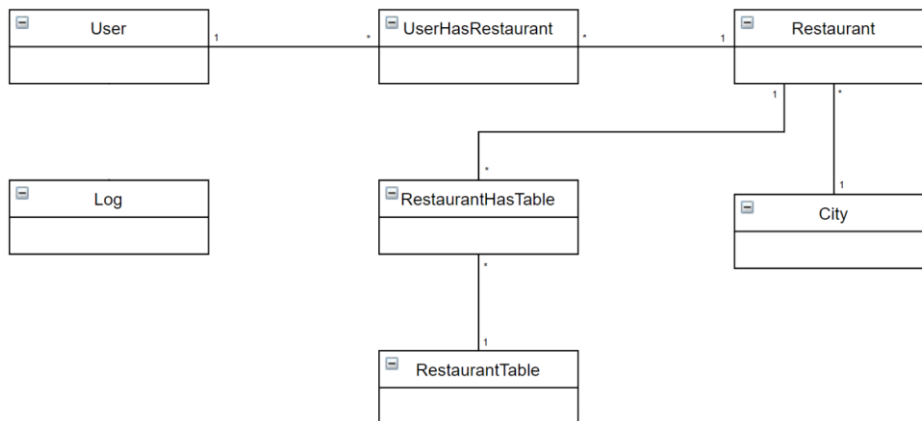 User
UserHasRestaurant
Restaurant
1
*
*
1
1
*
*
1
Log
RestaurantHasTable
City
*
1
RestaurantTable